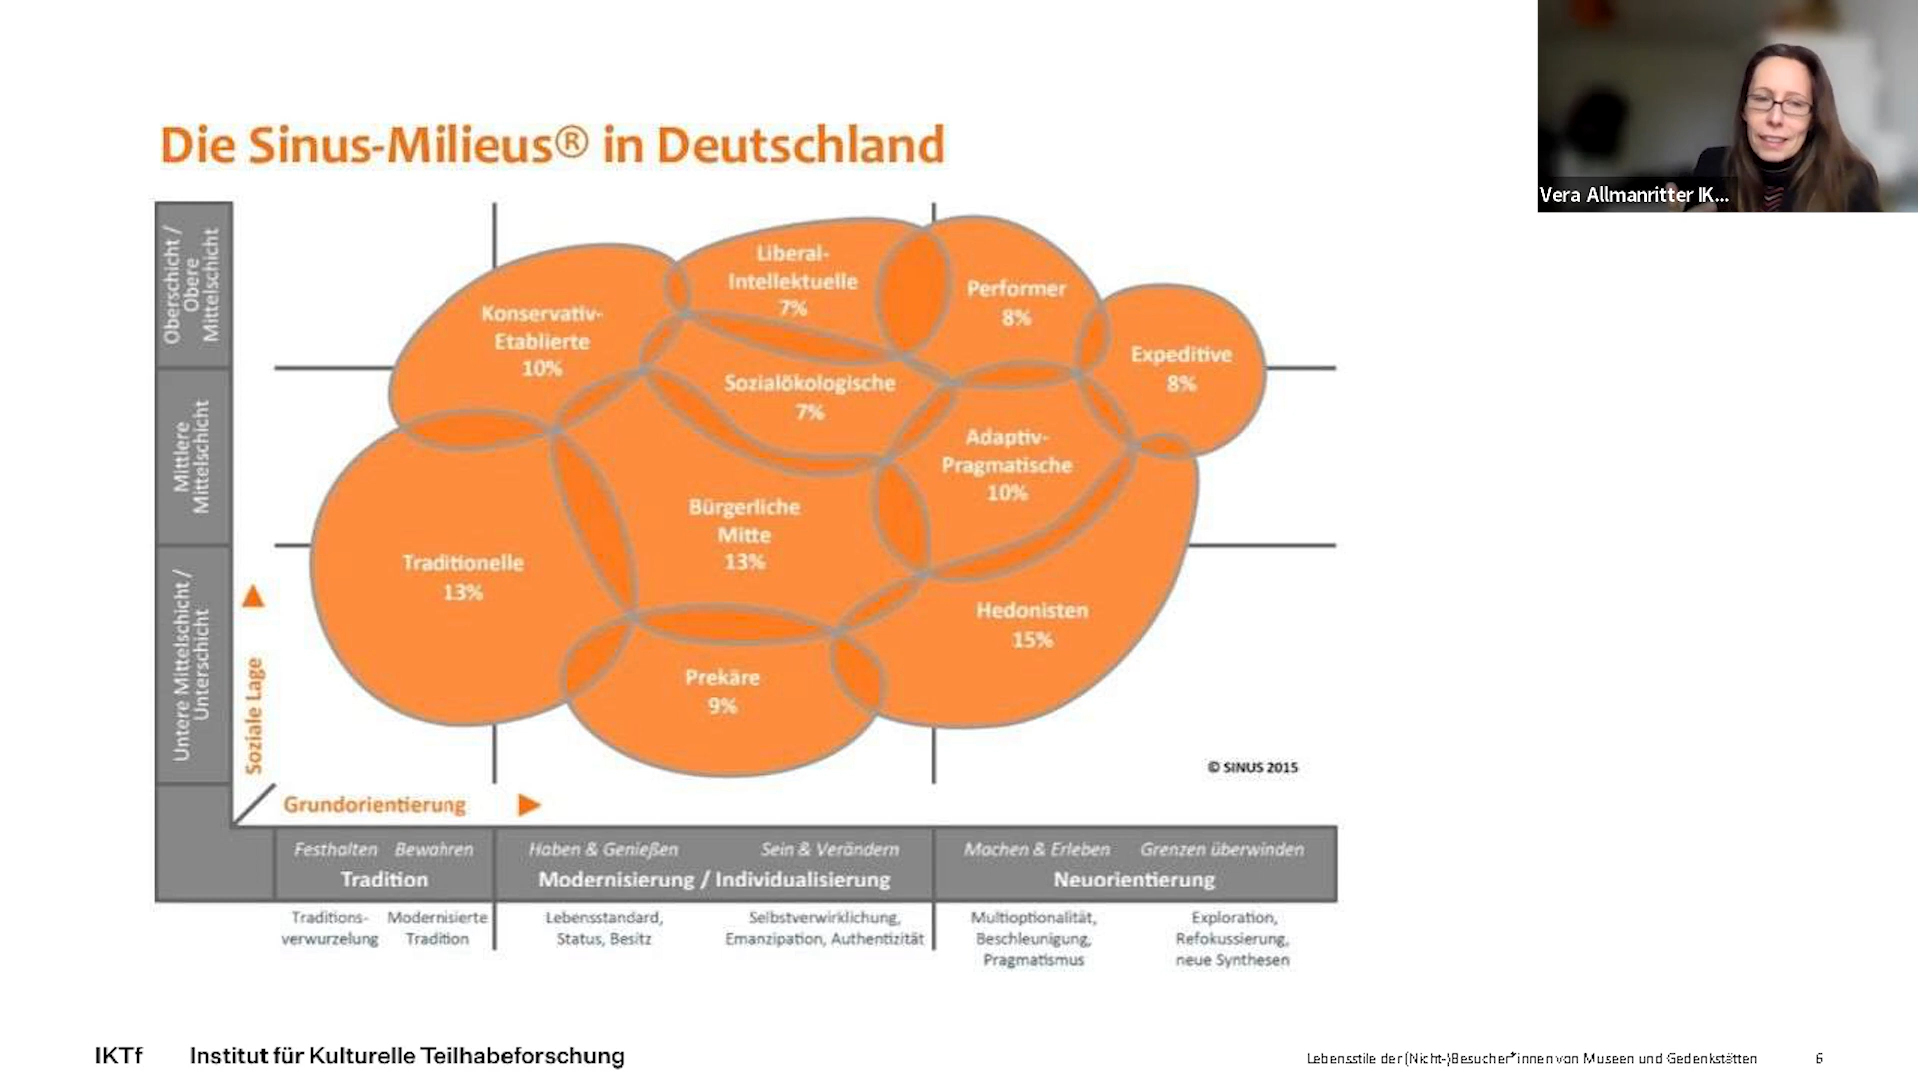 Vera Allmanritter IK...
Die Sinus-Milieus® in Deutschland
Oberschicht /
Obere
Mittelschicht
Mittlere
Mittelschicht
Untere Mittelschicht /
Unterschicht
Soziale Lage
Konservativ-
Etablierte
10%
Liberal-
Intellektuelle
7%
Performer
8%
Expeditive
8%
Sozialökologische
7%
Adaptiv-
Pragmatische
10%
Bürgerliche
Mitte
13%
Traditionelle
13%
Hedonisten
15%
Prekäre
9%
© SINUS 2015
Grundorientierung
Festhalten Bewahren
Tradition
Haben & Genießen Sein & Verändern
Modernisierung / Individualisierung
Machen & Erleben Grenzen überwinden
Neuorientierung
Traditions-
verwurzelung
Modernisierte
Tradition
Lebensstandard,
Status, Besitz
Selbstverwirklichung,
Emanzipation, Authentizität
Multioptionalität,
Beschleunigung,
Pragmatismus
Exploration,
Refokussierung,
neue Synthesen
IKTf Institut für Kulturelle Teilhabeforschung
Lebensstile der (Nicht-)Besucher*innen von Museen und Gedenkstätten 6